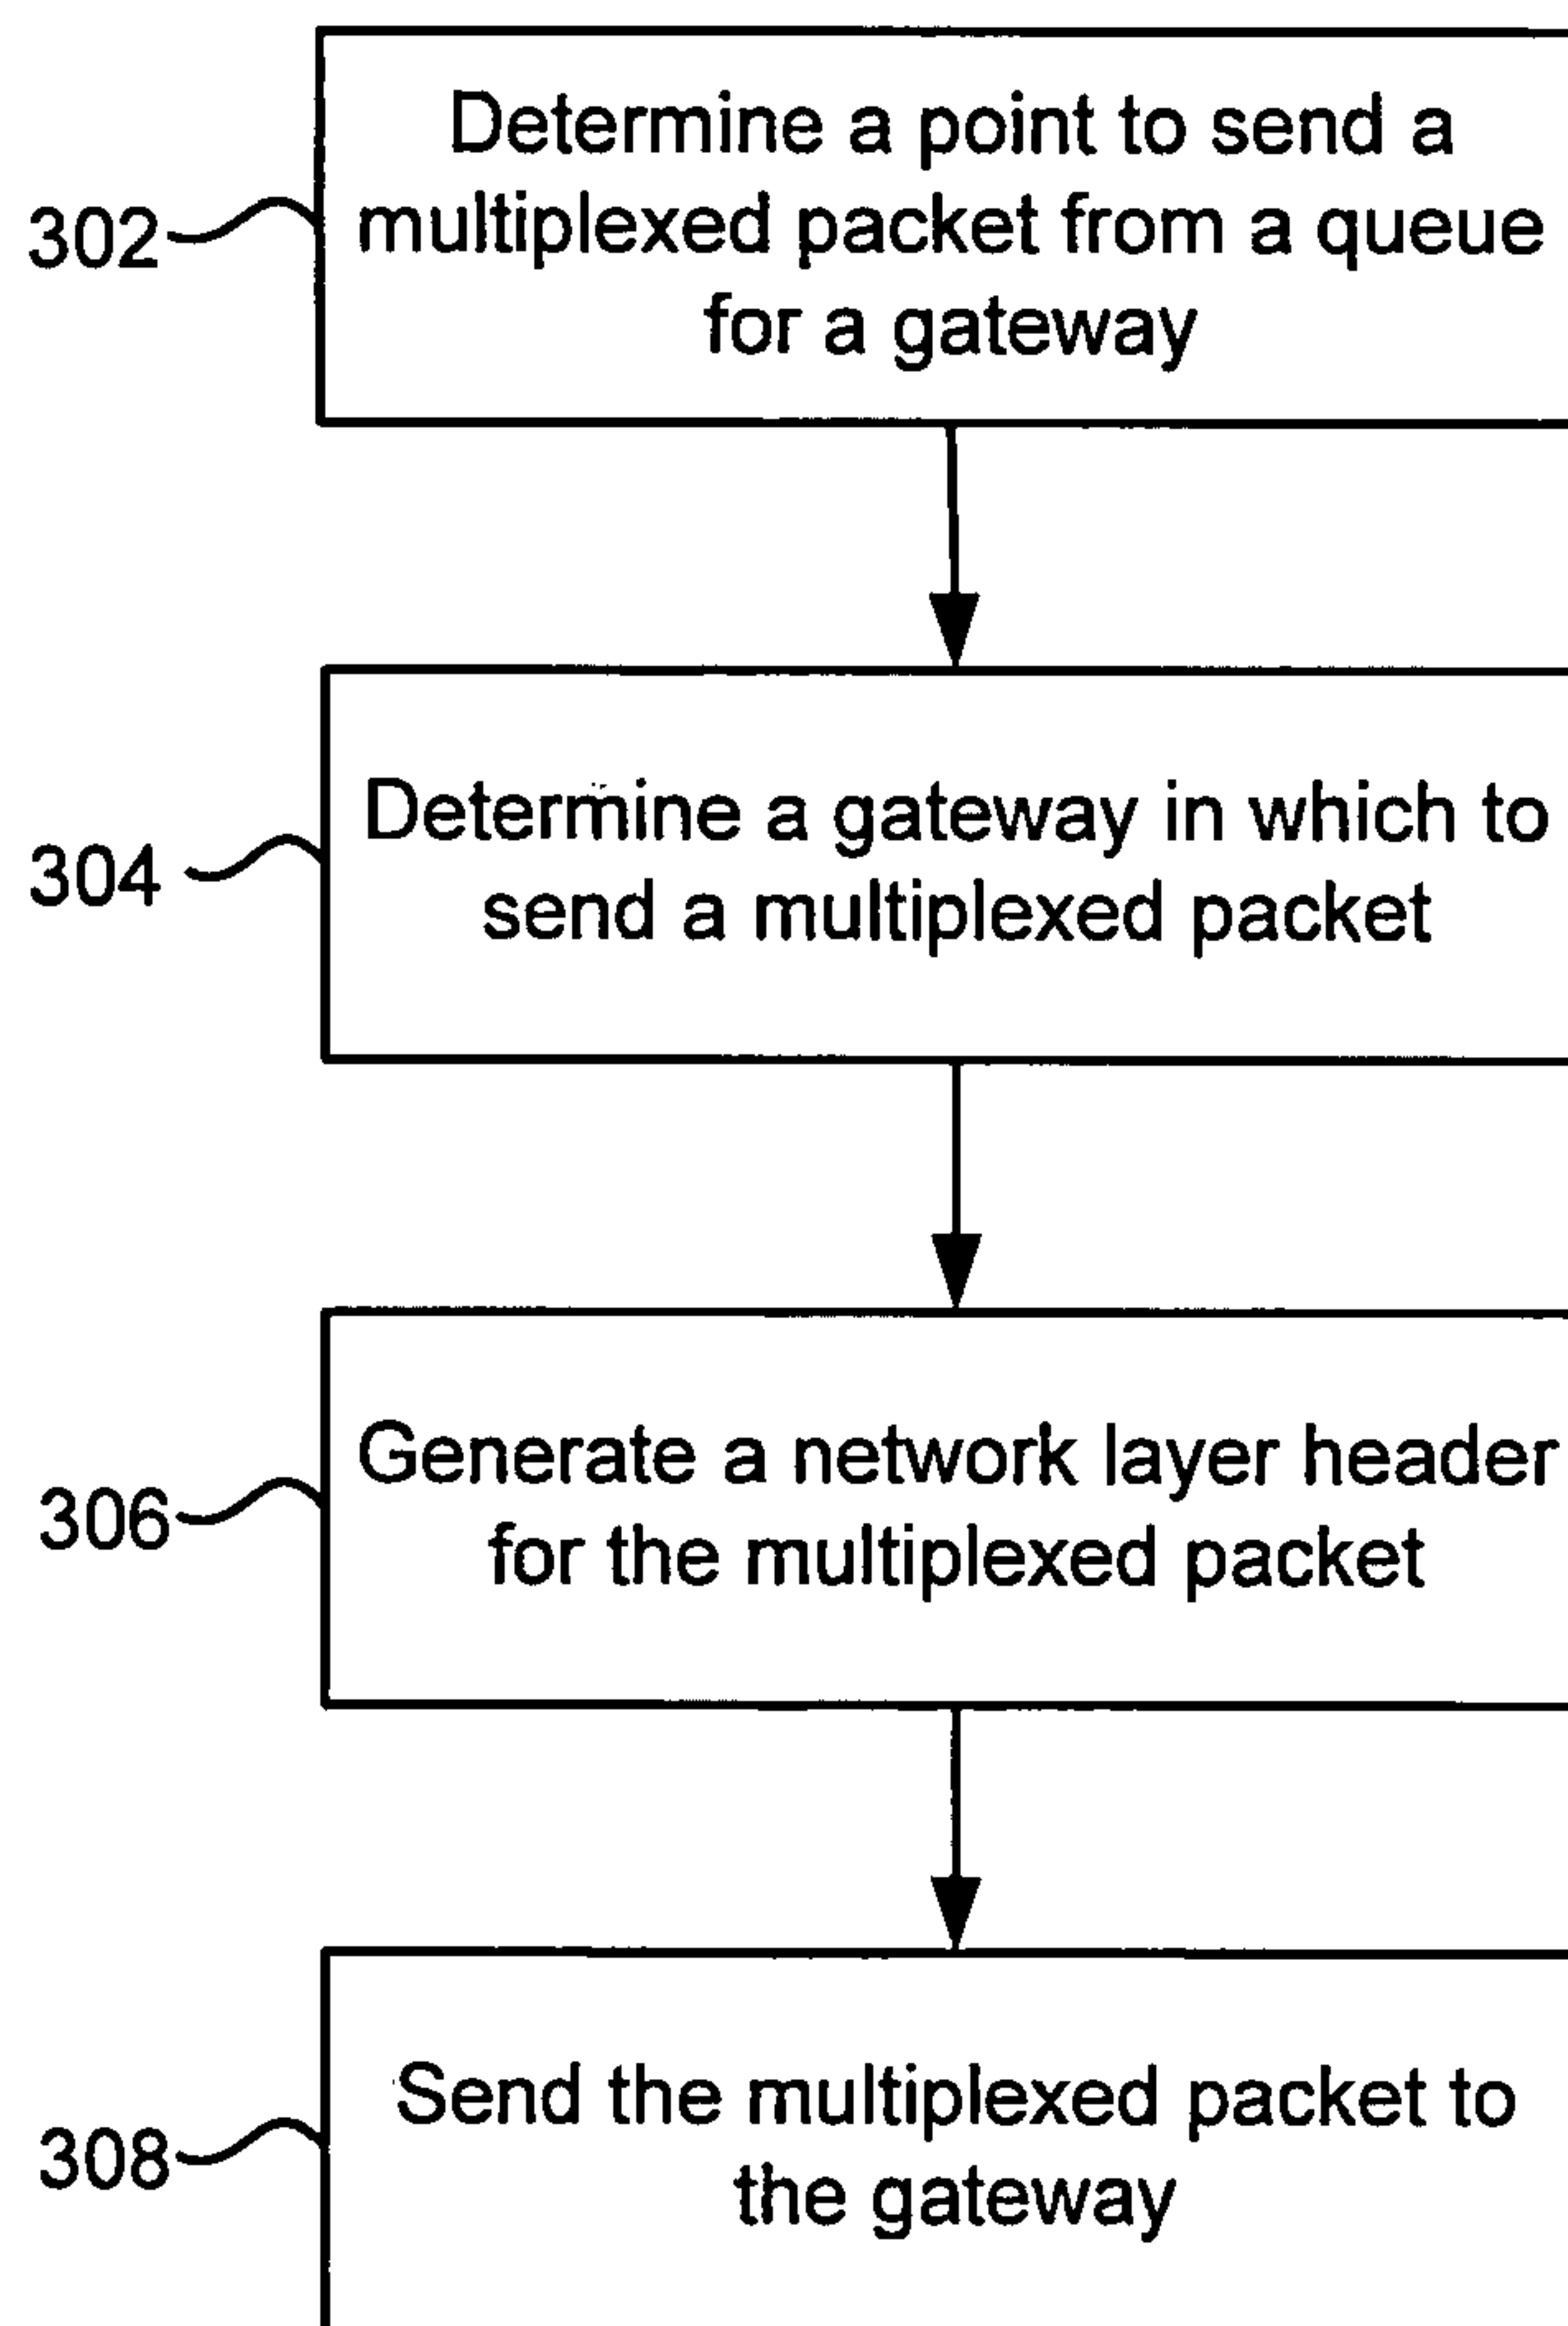 Determine a point to send a
multiplexed packet from a queue
for a gateway
302
Determine a gateway in which to
send a multiplexed packet
304
Generate a network layer header
for the multiplexed packet
306
Send the multiplexed packet to
the gateway
308